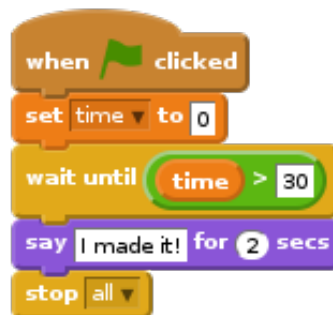 when clicked
set time to 0
wait until time > 30
say I made it! for 2 secs
stop all